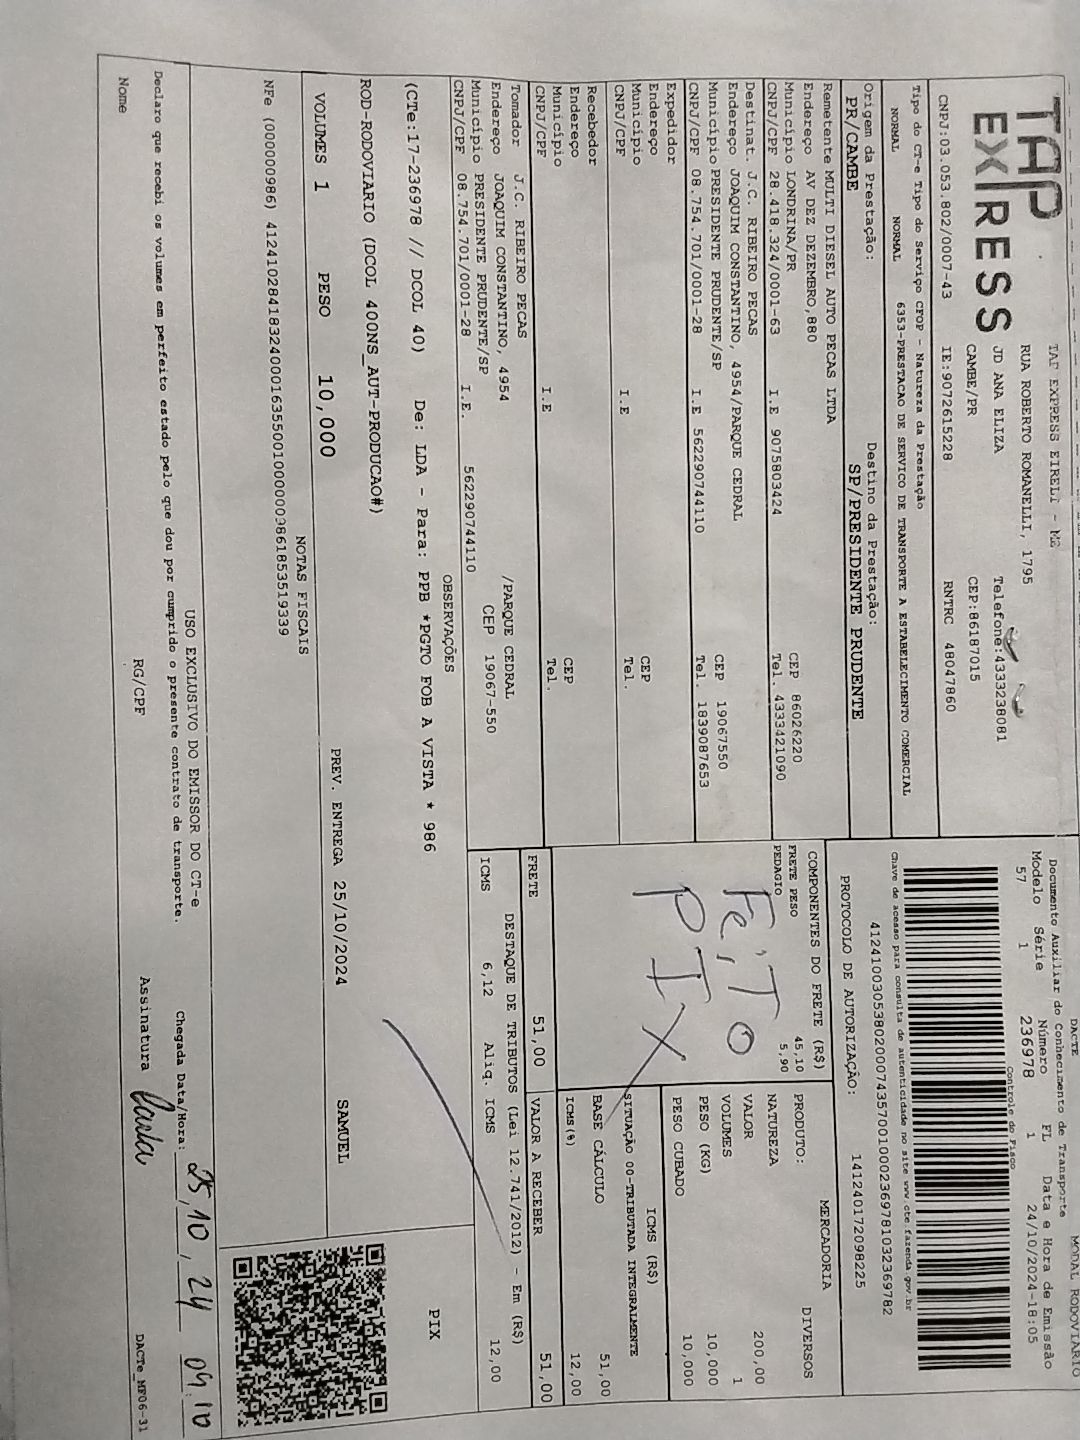 TAP
EXPRESS
TAP EXPRESS EIRELI - ME
RUA ROBERTO ROMANELLI, 1795
JD ANA ELIZA Telefone:4333238081
CAMBE/PR CEP:86187015
CNPJ:03.053.802/0007-43 IE:9072615228 RNTRC 48047860
Tipo do CT-e Tipo do Serviço CFOP - Natureza da Prestação
NORMAL NORMAL 6353-PRESTACAO DE SERVICO DE TRANSPORTE A ESTABELECIMENTO COMERCIAL
Origem da Prestação: Destino da Prestação:
PR/CAMBE SP/PRESIDENTE PRUDENTE
Remetente MULTI DIESEL AUTO PECAS LTDA
Endereço AV DEZ DEZEMBRO,880 CEP 86026220
Município LONDRINA/PR
CNPJ/CPF 28.418.324/0001-63 I.E 9075803424 Tel. 4333421090
Destinat. J.C. RIBEIRO PECAS
Endereço JOAQUIM CONSTANTINO, 4954/PARQUE CEDRAL
Município PRESIDENTE PRUDENTE/SP CEP 19067550
CNPJ/CPF 08.754.701/0001-28 I.E 562290744110 Tel. 1839087653
Expedidor
Endereço
Município CEP
CNPJ/CPF I.E Tel.
Recebedor
Endereço
Município CEP
CNPJ/CPF I.E Tel.
Tomador J.C. RIBEIRO PECAS
Endereço JOAQUIM CONSTANTINO, 4954 /PARQUE CEDRAL
Município PRESIDENTE PRUDENTE/SP CEP 19067-550
CNPJ/CPF 08.754.701/0001-28 I.E. 562290744110
DACTE MODAL RODOVIÁRIO
Documento Auxiliar do Conhecimento de Transporte
Modelo Série Número FL Data e Hora de Emissão
57 1 236978 1 24/10/2024-18:05
Controle do Fisco
Chave de acesso para consulta de autenticidade no site www.cte.fazenda.gov.br
41241003053802000743570010002369781032369782
PROTOCOLO DE AUTORIZAÇÃO: 141240172098225
COMPONENTES DO FRETE (R$)
FRETE PESO 45,10
PEDAGIO 5,90
FeiTo
PIX
FRETE 51,00
MERCADORIA
PRODUTO: DIVERSOS
NATUREZA
VALOR 200,00
VOLUMES 1
PESO (KG) 10,000
PESO CUBADO 10,000
ICMS (R$)
SITUAÇÃO 00-TRIBUTADA INTEGRALMENTE
BASE CÁLCULO 51,00
ICMS(%) 12,00
VALOR A RECEBER 51,00
DESTAQUE DE TRIBUTOS (Lei 12.741/2012) - Em (R$)
ICMS 6,12 Aliq. ICMS 12,00
OBSERVAÇÕES
(CTe:17-236978 // DCOL 40) De: LDA - Para: PPB *PGTO FOB A VISTA * 986
ROD-RODOVIARIO (DCOL 400NS_AUT-PRODUCAO#)
PIX
VOLUMES 1 PESO 10,000 PREV. ENTREGA 25/10/2024 SAMUEL
NOTAS FISCAIS
NFe (000000986) 41241028418324000163550010000009861853519339
USO EXCLUSIVO DO EMISSOR DO CT-e
Declaro que recebi os volumes em perfeito estado pelo que dou por cumprido o presente contrato de transporte. Chegada Data/Hora: 25/10/24 09:10
Nome RG/CPF Assinatura DACTe_MF06-31